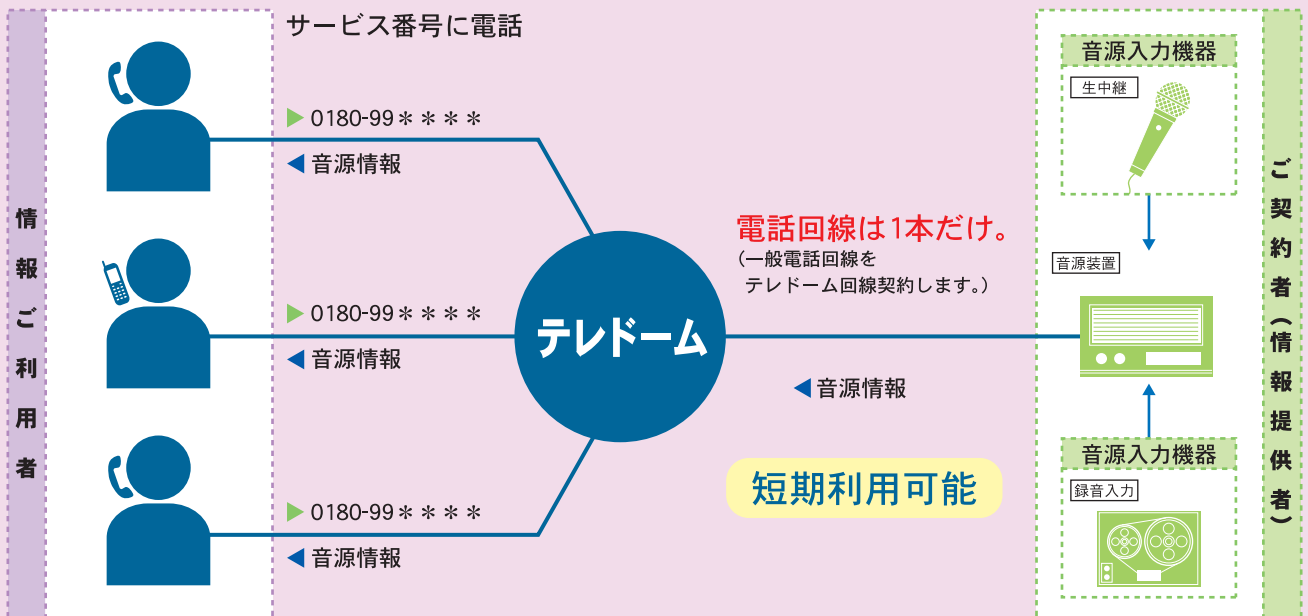 情報ご利用者
サービス番号に電話
0180-99＊＊＊＊
音源情報
0180-99＊＊＊＊
音源情報
0180-99＊＊＊＊
音源情報
テレドーム
電話回線は1本だけ。
（一般電話回線を
テレドーム回線契約します。）
音源情報
短期利用可能
音源入力機器
生中継
音源装置
音源入力機器
録音入力
ご契約者（情報提供者）